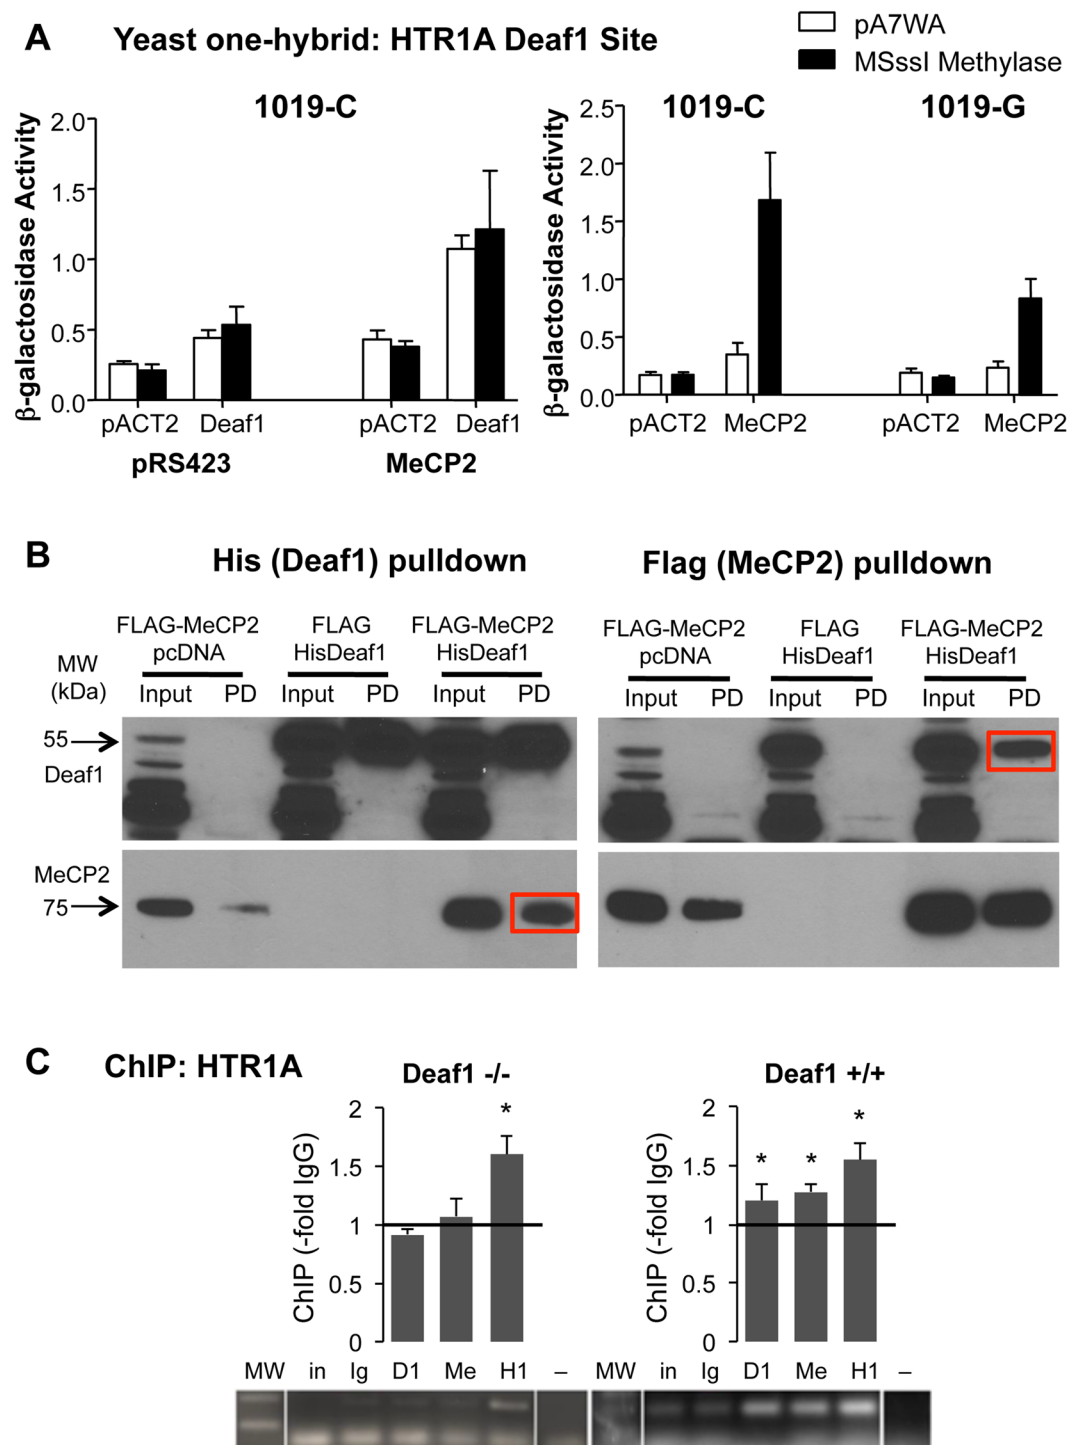 A
Yeast one-hybrid: HTR1A Deaf1 Site
pA7WA
MSssI Methylase
1019-C
β-galactosidase Activity
2.0
1.5
1.0
0.5
0.0
pACT2 Deaf1 pACT2 Deaf1
pRS423 MeCP2
1019-C 1019-G
β-galactosidase Activity
2.5
2.0
1.5
1.0
0.5
0.0
pACT2 MeCP2 pACT2 MeCP2
B
His (Deaf1) pulldown
MW
(kDa)
FLAG-MeCP2 FLAG FLAG-MeCP2
pcDNA HisDeaf1 HisDeaf1
Input PD Input PD Input PD
55
Deaf1
MeCP2
75
Flag (MeCP2) pulldown
FLAG-MeCP2 FLAG FLAG-MeCP2
pcDNA HisDeaf1 HisDeaf1
Input PD Input PD Input PD
C
ChIP: HTR1A
Deaf1 -/-
ChIP (-fold IgG)
2
1.5
1
0.5
0
*
MW in Ig D1 Me H1 –
Deaf1 +/+
ChIP (-fold IgG)
2
1.5
1
0.5
0
* * *
MW in Ig D1 Me H1 –